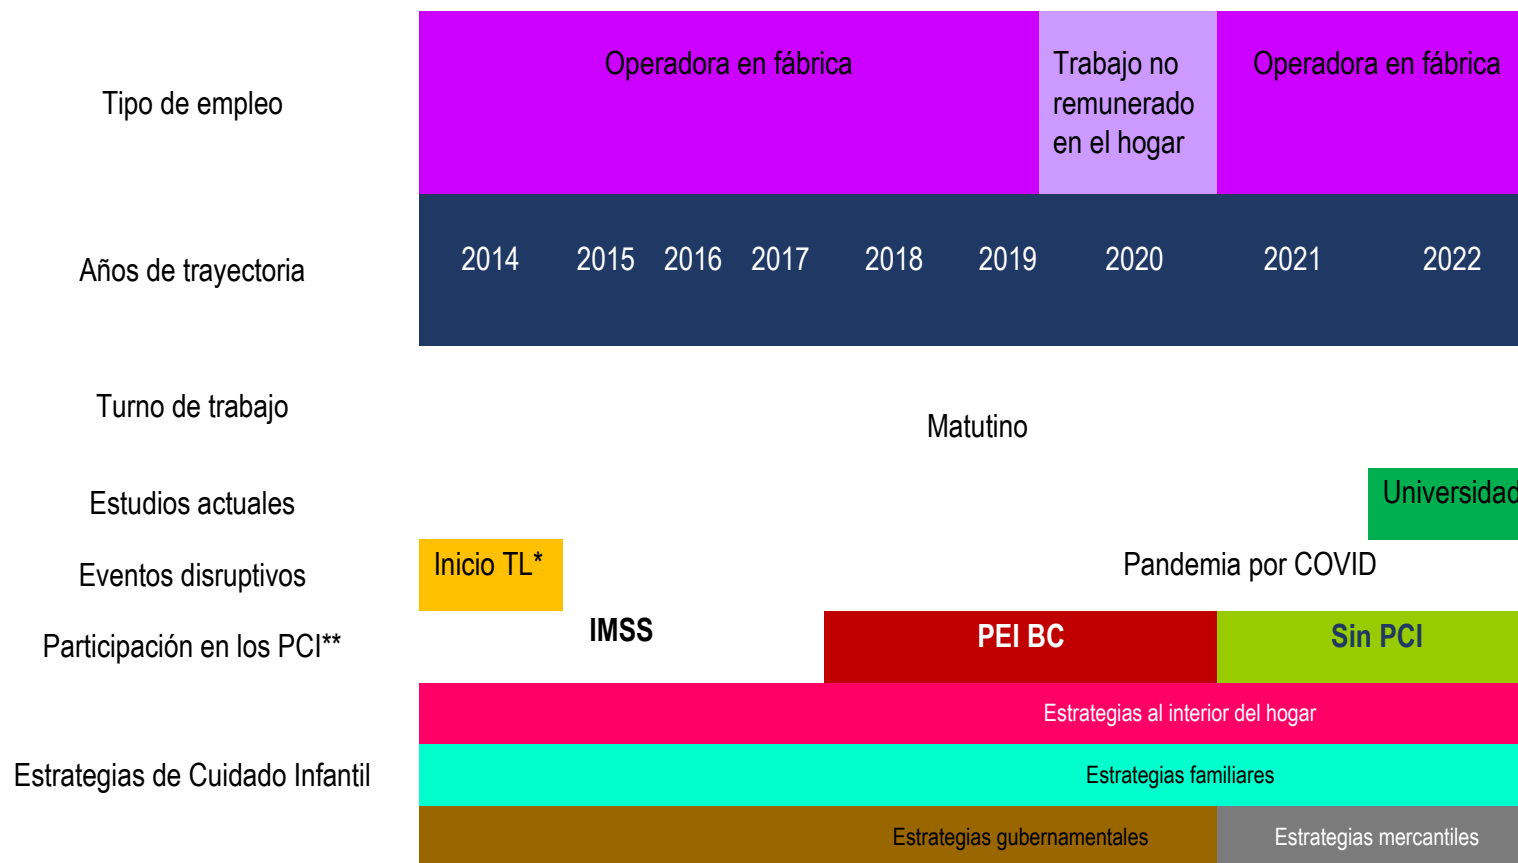 Tipo de empleo
Operadora en fábrica
Trabajo no
remunerado
en el hogar
Operadora en fábrica
Años de trayectoria
2014 2015 2016 2017 2018 2019 2020 2021 2022
Turno de trabajo
Matutino
Estudios actuales
Universidad
Eventos disruptivos
Inicio TL*
Pandemia por COVID
Participación en los PCI**
IMSS
PEI BC
Sin PCI
Estrategias de Cuidado Infantil
Estrategias al interior del hogar
Estrategias familiares
Estrategias gubernamentales
Estrategias mercantiles